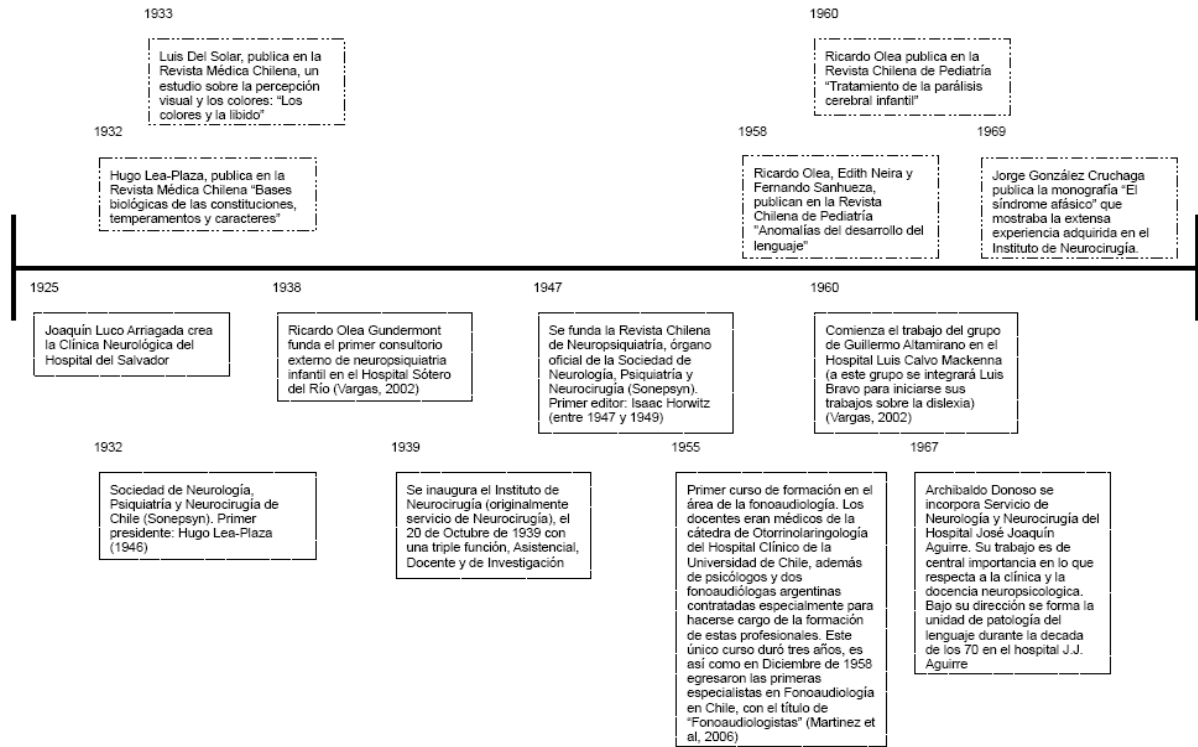 1933
Luis Del Solar, publica en la
Revista Médica Chilena, un
estudio sobre la percepción
visual y los colores: "Los
colores y la libido"
1960
Ricardo Olea publica en la
Revista Chilena de Pediatría
"Tratamiento de la parálisis
cerebral infantil"
1932
Hugo Lea-Plaza, publica en la
Revista Médica Chilena "Bases
biológicas de las constituciones,
temperamentos y caracteres"
1958
Ricardo Olea, Edith Neira y
Fernando Sanhueza,
publican en la Revista
Chilena de Pediatría
"Anomalías del desarrollo del
lenguaje"
1969
Jorge González Cruchaga
publica la monografía "El
síndrome afásico" que
mostraba la extensa
experiencia adquirida en el
Instituto de Neurocirugía.
1925
Joaquín Luco Arriagada crea
la Clínica Neurológica del
Hospital del Salvador
1938
Ricardo Olea Gundermont
funda el primer consultorio
externo de neuropsiquiatria
infantil en el Hospital Sótero
del Río (Vargas, 2002)
1947
Se funda la Revista Chilena
de Neuropsiquiatría, órgano
oficial de la Sociedad de
Neurología, Psiquiatría y
Neurocirugía (Sonepsyn).
Primer editor: Isaac Horwitz
(entre 1947 y 1949)
1960
Comienza el trabajo del grupo
de Guillermo Altamirano en el
Hospital Luis Calvo Mackenna
(a este grupo se integrará Luis
Bravo para iniciarse sus
trabajos sobre la dislexia)
(Vargas, 2002)
1932
Sociedad de Neurología,
Psiquiatría y Neurocirugía de
Chile (Sonepsyn). Primer
presidente: Hugo Lea-Plaza
(1946)
1939
Se inaugura el Instituto de
Neurocirugía (originalmente
servicio de Neurocirugía), el
20 de Octubre de 1939 con
una triple función, Asistencial,
Docente y de Investigación
1955
Primer curso de formación en el
área de la fonoaudiología. Los
docentes eran médicos de la
cátedra de Otorrinolaringología
del Hospital Clínico de la
Universidad de Chile, además
de psicólogos y dos
fonoaudiólogas argentinas
contratadas especialmente para
hacerse cargo de la formación
de estas profesionales. Este
único curso duró tres años, es
así como en Diciembre de 1958
egresaron las primeras
especialistas en Fonoaudiología
en Chile, con el título de
"Fonoaudiologistas" (Martinez et
al, 2006)
1967
Archibaldo Donoso se
incorpora Servicio de
Neurología y Neurocirugía del
Hospital José Joaquín
Aguirre. Su trabajo es de
central importancia en lo que
respecta a la clínica y la
docencia neuropsicologica.
Bajo su dirección se forma la
unidad de patología del
lenguaje durante la decada
de los 70 en el hospital J.J.
Aguirre